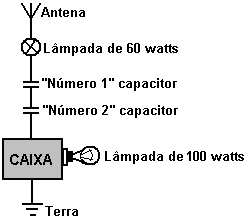 Antena
Lâmpada de 60 watts
"Número 1" capacitor
"Número 2" capacitor
CAIXA
Lâmpada de 100 watts
Terra